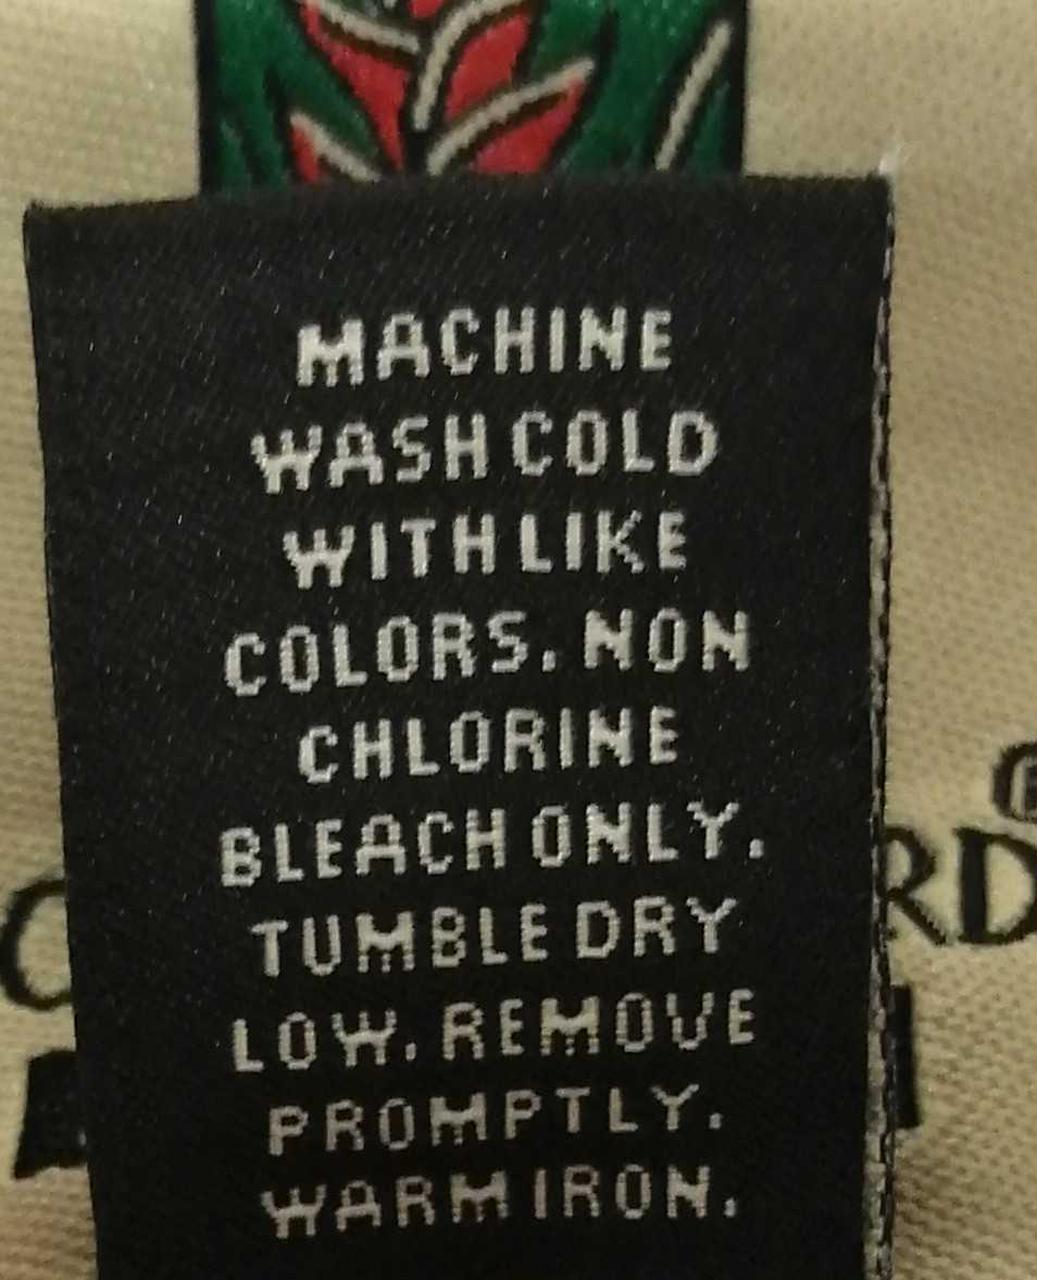 MACHINE
WASH COLD
WITH LIKE
COLORS. NON
CHLORINE
BLEACH ONLY.
TUMBLE DRY
LOW. REMOVE
PROMPTLY.
WARM IRON.